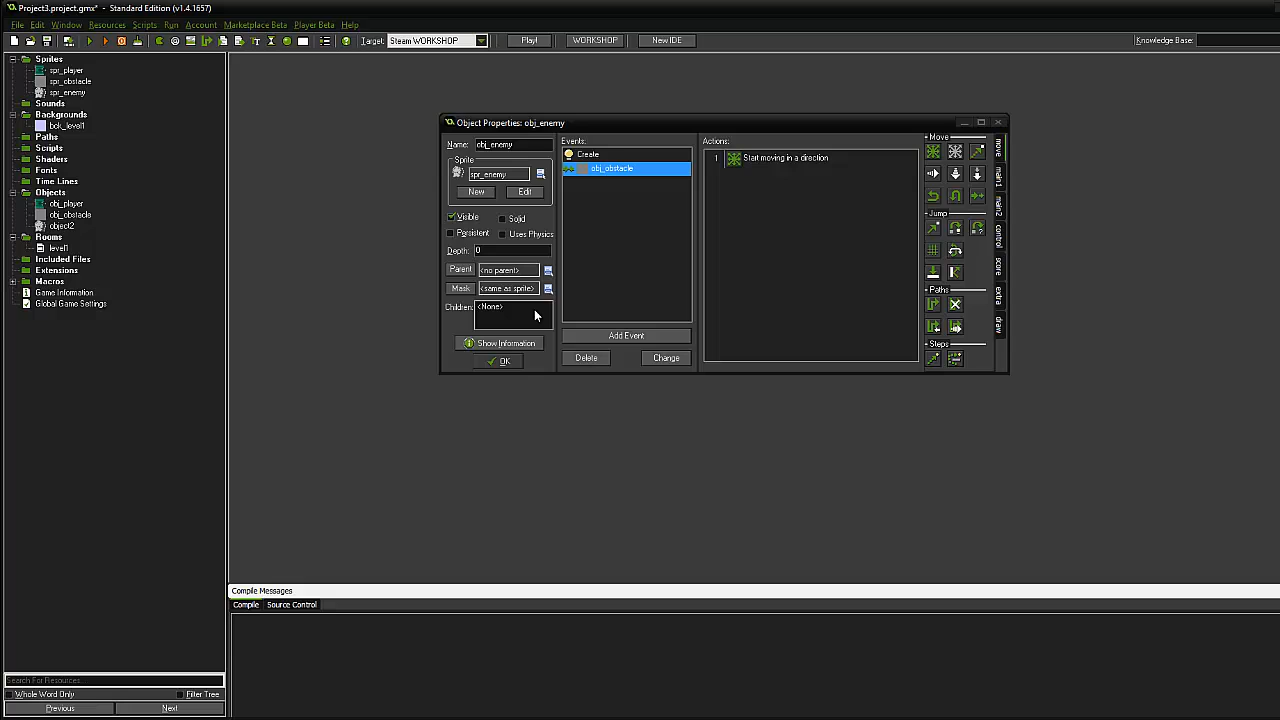 Project3.project.gmx* - Standard Edition (v1.4.1657)
File Edit Window Resources Scripts Run Account Marketplace Beta Player Beta Help
Target: Steam WORKSHOP Play! WORKSHOP New IDE Knowledge Base:
Sprites
spr_player
spr_obstacle
spr_enemy
Sounds
Backgrounds
bck_level1
Paths
Scripts
Shaders
Fonts
Time Lines
Objects
obj_player
obj_obstacle
object2
Rooms
level1
Included Files
Extensions
Macros
Game Information
Global Game Settings
Search For Resources...
Whole Word Only Filter Tree
Previous Next
Object Properties: obj_enemy
Name: obj_enemy
Sprite
spr_enemy
New Edit
Visible Solid
Persistent Uses Physics
Depth: 0
Parent <no parent>
Mask <same as sprite>
Children: <None>
Show Information
OK
Events:
Create
obj_obstacle
Add Event
Delete Change
Actions:
1 Start moving in a direction
Move
Jump
Paths
Steps
move
main1
main2
control
score
extra
draw
Compile Messages
Compile Source Control